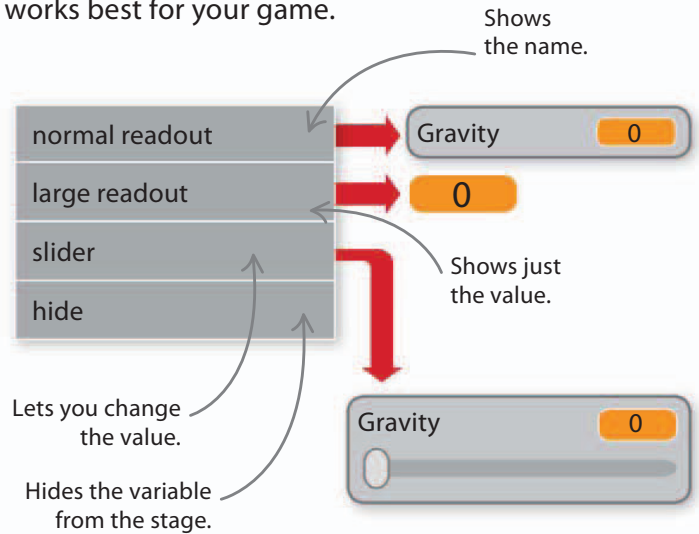 works best for your game.
Shows
the name.
normal readout
Gravity 0
large readout
0
slider
Shows just
the value.
hide
Lets you change
the value.
Gravity 0
Hides the variable
from the stage.